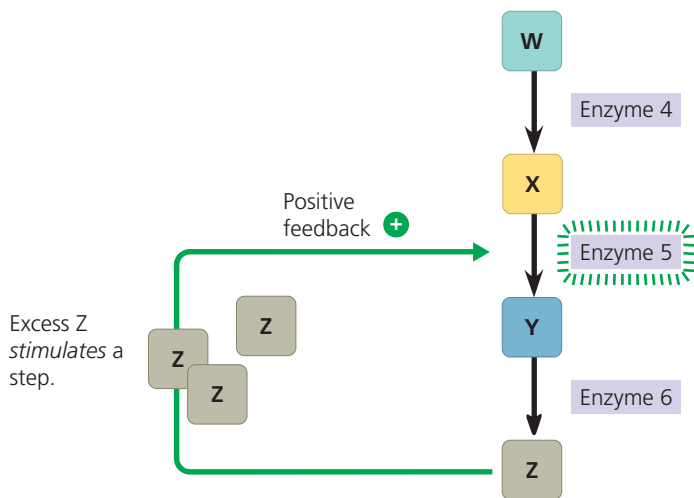 W
Enzyme 4
X
Positive
feedback +
Enzyme 5
Excess Z
stimulates a
step.
Z
Z
Z
Y
Enzyme 6
Z